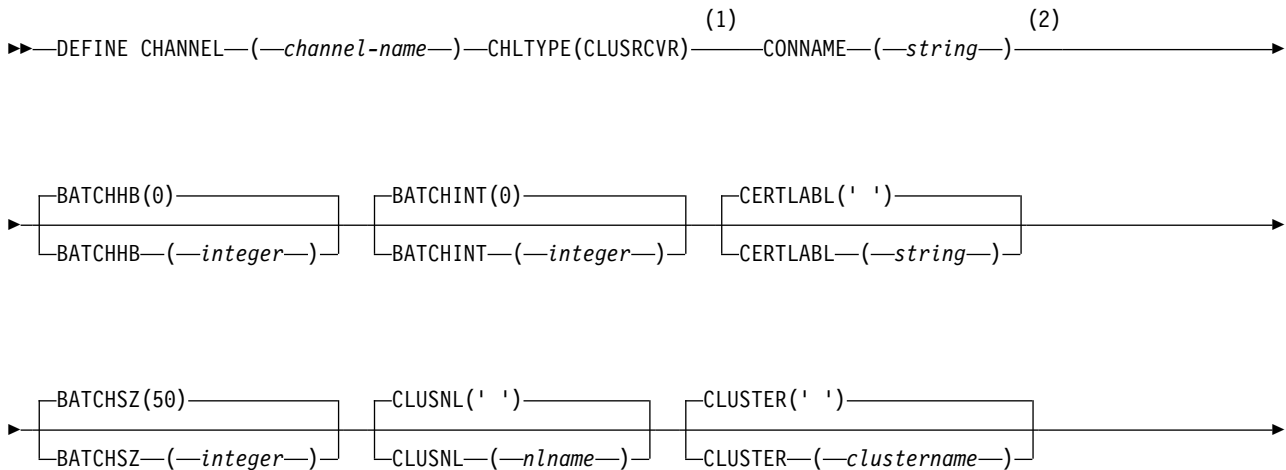 (1) (2)
DEFINE CHANNEL ( channel-name ) CHLTYPE(CLUSRCVR) CONNAME ( string )
BATCHHB(0) BATCHINT(0) CERTLABL(' ')
BATCHHB ( integer ) BATCHINT ( integer ) CERTLABL ( string )
BATCHSZ(50) CLUSNL(' ') CLUSTER(' ')
BATCHSZ ( integer ) CLUSNL ( nlname ) CLUSTER ( clustername )